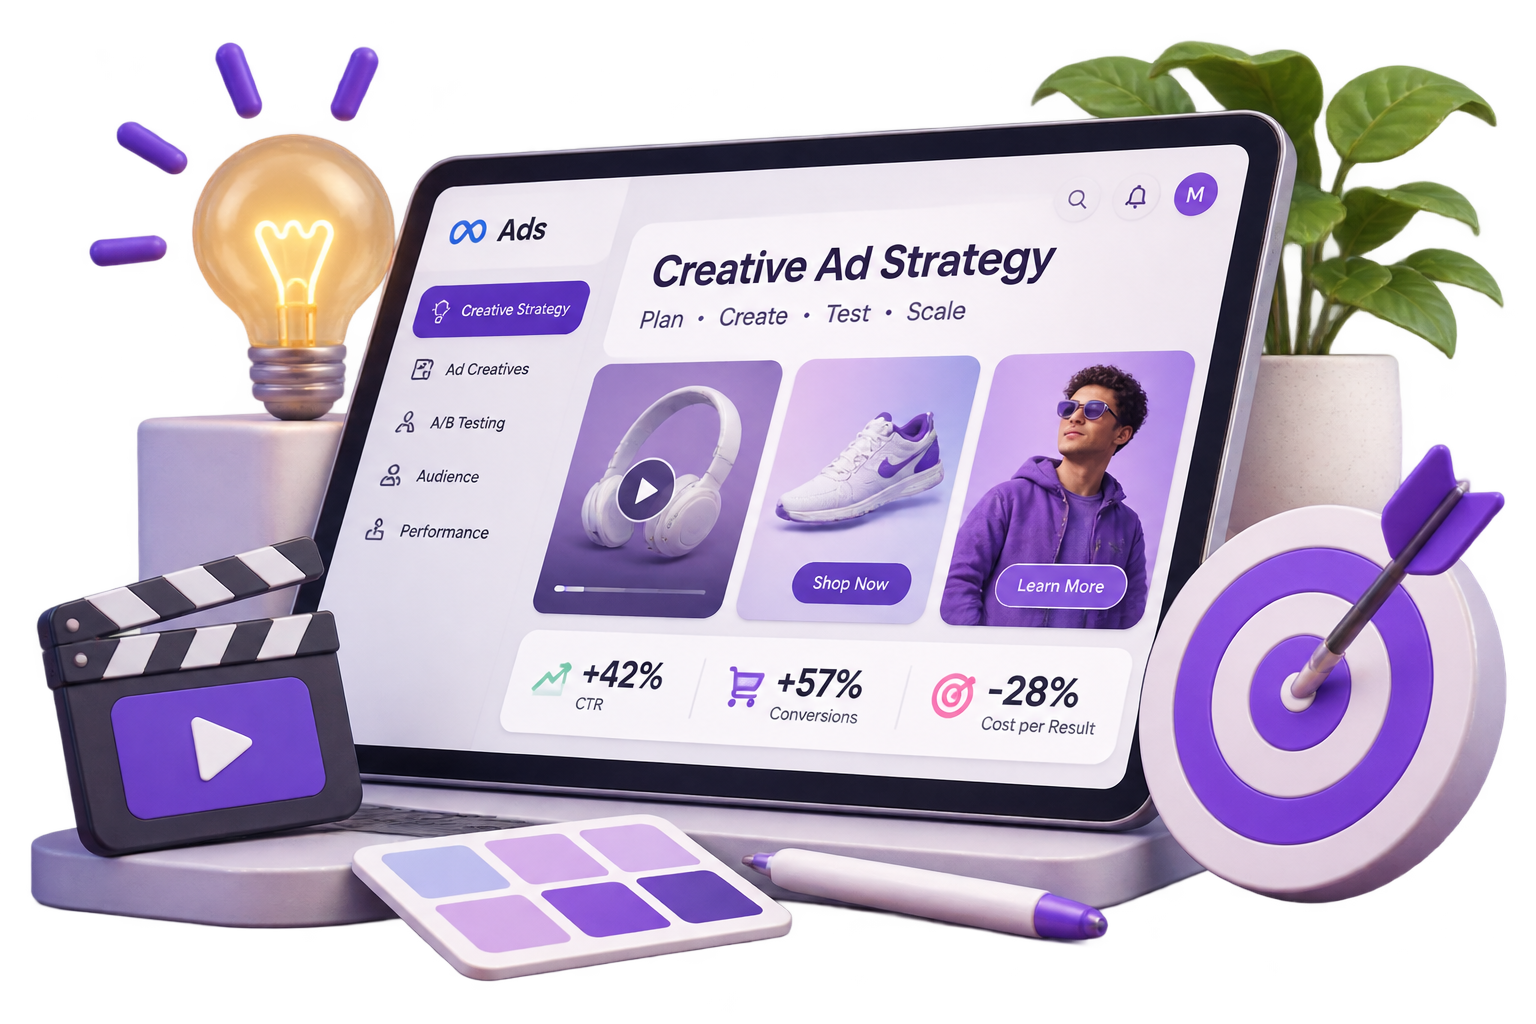 Ads
M
Creative Ad Strategy
Plan • Create • Test • Scale
Creative Strategy
Ad Creatives
A/B Testing
Audience
Performance
Shop Now
Learn More
+42%
CTR
+57%
Conversions
-28%
Cost per Result